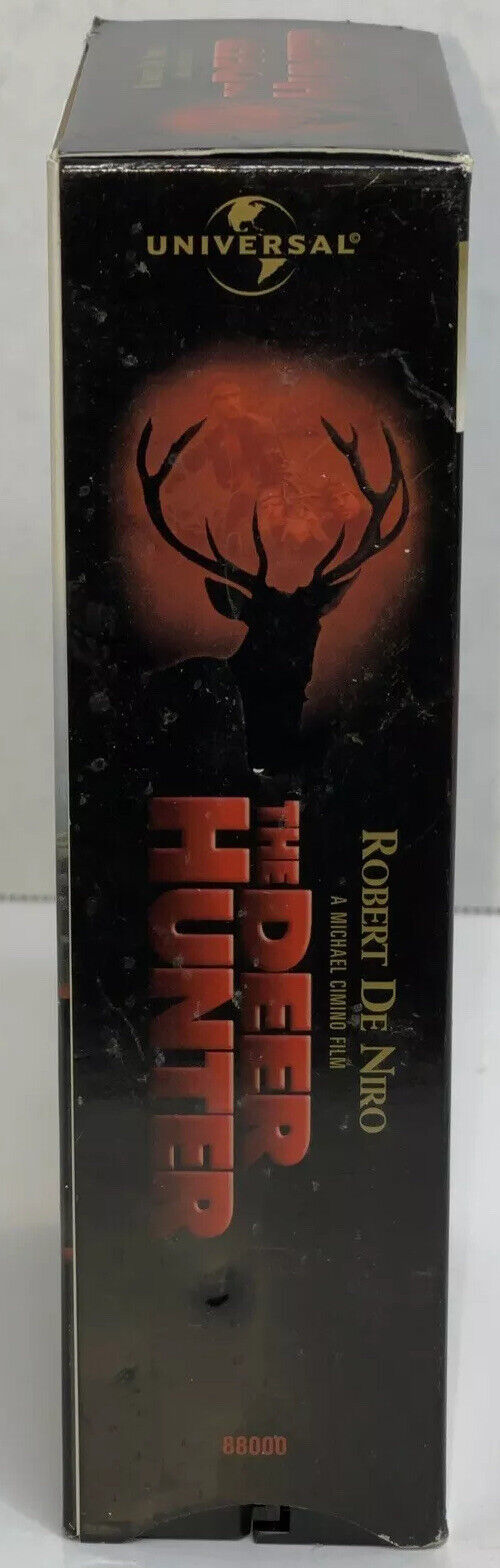 UNIVERSAL©
ROBERT DE NIRO
A MICHAEL CIMINO FILM
THE DEER
HUNTER
88000